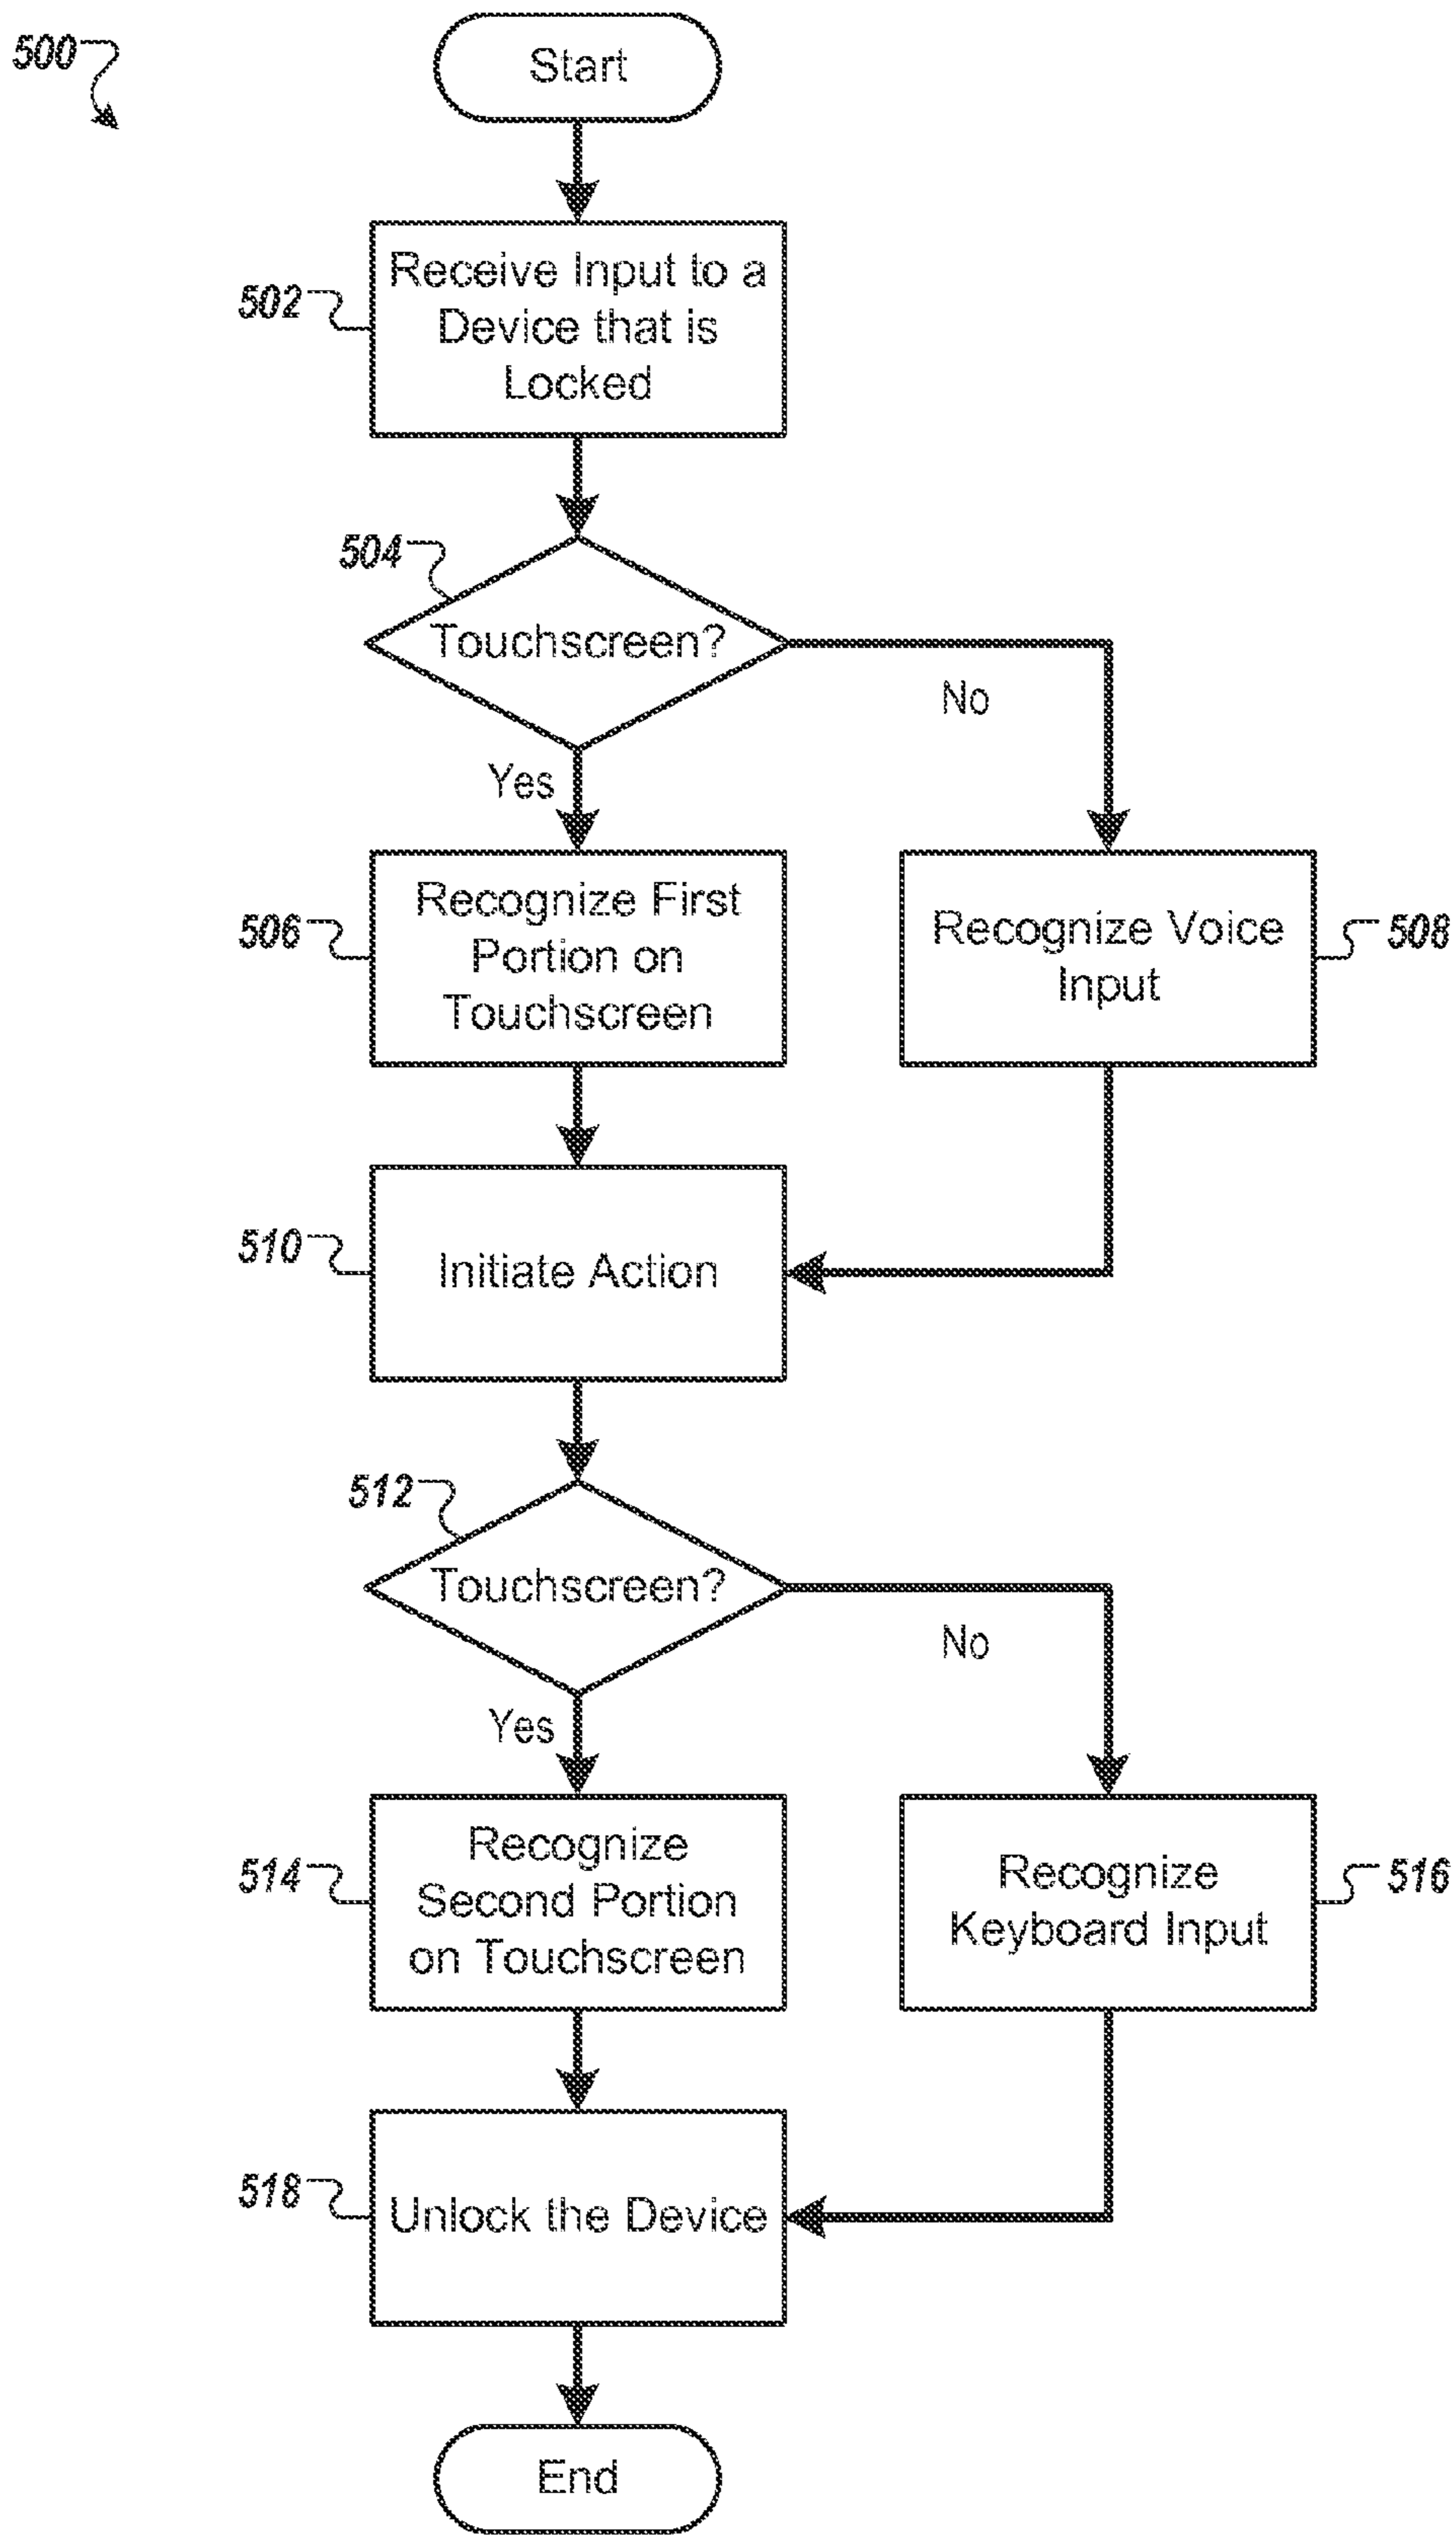 500
Start
502
Receive Input to a
Device that is
Locked
504
Touchscreen?
No
Yes
506
Recognize First
Portion on
Touchscreen
Recognize Voice
Input
508
510
Initiate Action
512
Touchscreen?
No
Yes
514
Recognize
Second Portion
on Touchscreen
Recognize
Keyboard Input
516
518
Unlock the Device
End